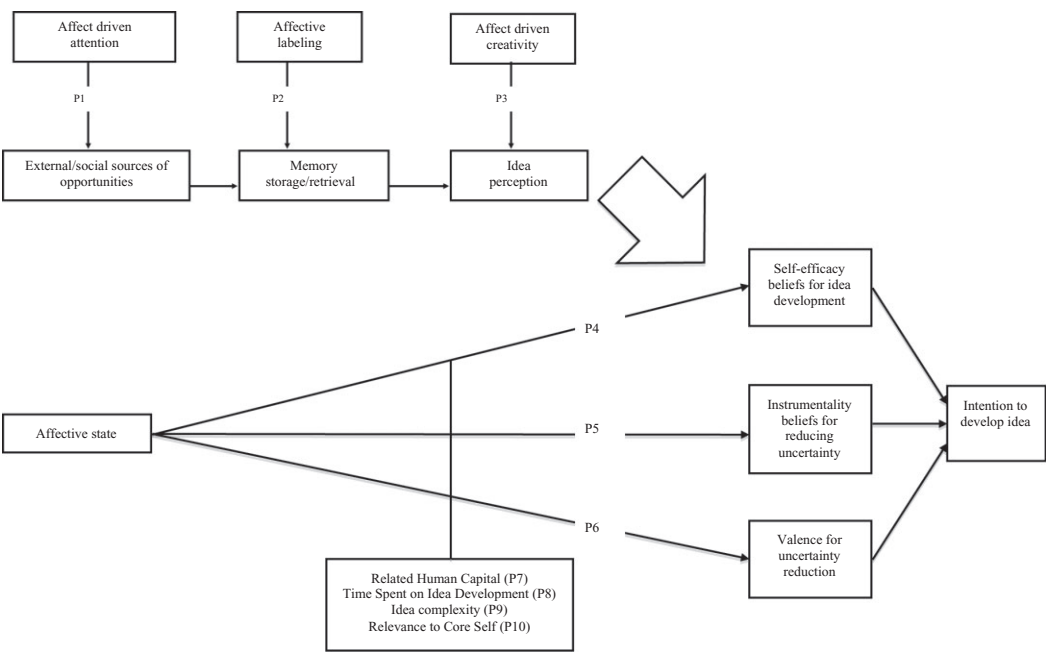 Affect driven
attention
Affective
labeling
Affect driven
creativity
P1
P2
P3
External/social sources of
opportunities
Memory
storage/retrieval
Idea
perception
Self-efficacy
beliefs for idea
development
P4
Affective state
P5
Instrumentality
beliefs for
reducing
uncertainty
Intention to
develop idea
P6
Valence for
uncertainty
reduction
Related Human Capital (P7)
Time Spent on Idea Development (P8)
Idea complexity (P9)
Relevance to Core Self (P10)